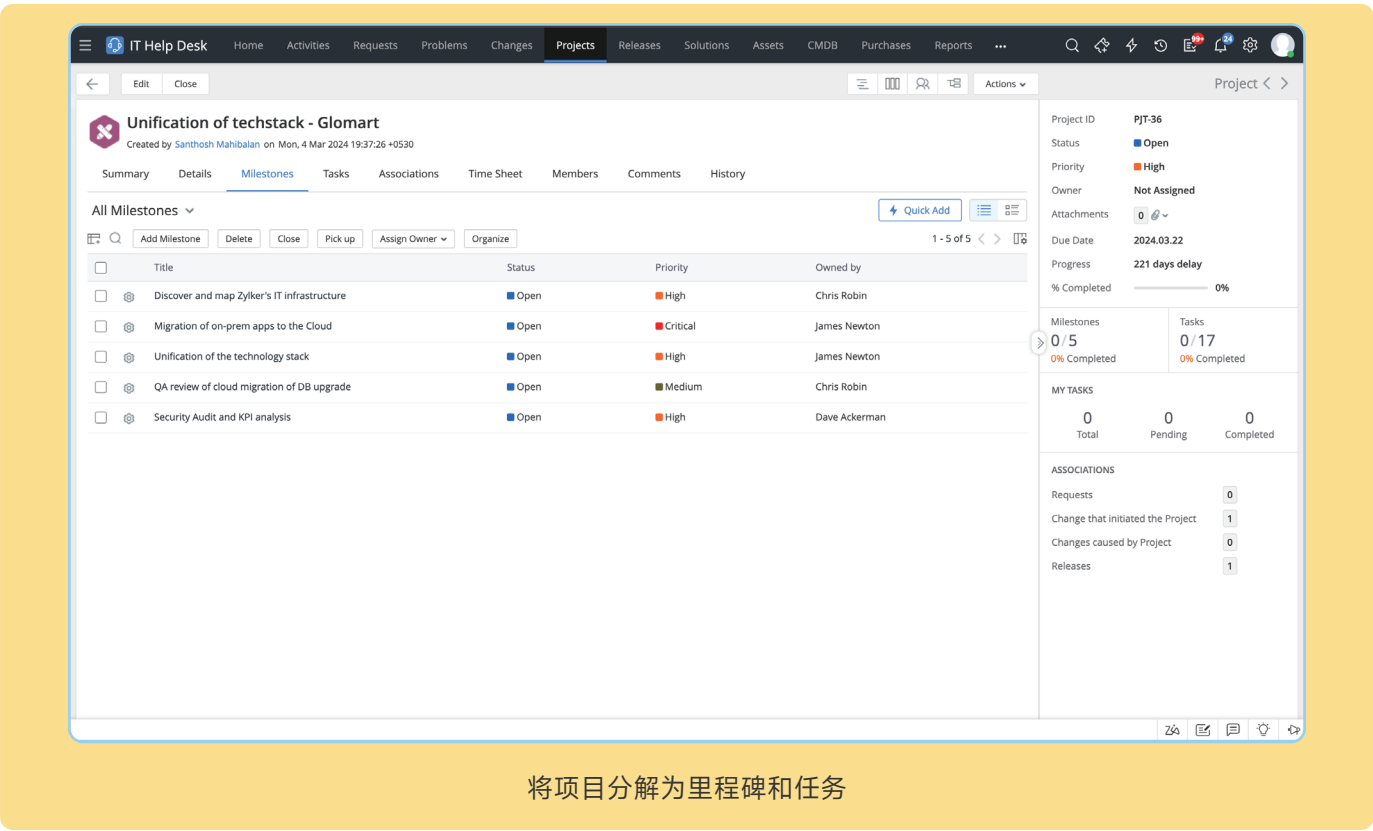 IT Help Desk Home Activities Requests Problems Changes Projects Releases Solutions Assets CMDB Purchases Reports 99+ 24
Edit Close Actions Project
Unification of techstack - Glomart
Created by Santhosh Mahibalan on Mon, 4 Mar 2024 19:37:26 +0530
Summary Details Milestones Tasks Associations Time Sheet Members Comments History
All Milestones Quick Add
Add Milestone Delete Close Pick up Assign Owner Organize 1 - 5 of 5
Title Status Priority Owned by
Discover and map Zylker's IT infrastructure Open High Chris Robin
Migration of on-prem apps to the Cloud Open Critical James Newton
Unification of the technology stack Open High James Newton
QA review of cloud migration of DB upgrade Open Medium Chris Robin
Security Audit and KPI analysis Open High Dave Ackerman
Project ID PJT-36
Status Open
Priority High
Owner Not Assigned
Attachments 0
Due Date 2024.03.22
Progress 221 days delay
% Completed 0%
Milestones Tasks
0/5 0/17
0% Completed 0% Completed
MY TASKS
0 0 0
Total Pending Completed
ASSOCIATIONS
Requests 0
Change that initiated the Project 1
Changes caused by Project 0
Releases 1
将项目分解为里程碑和任务